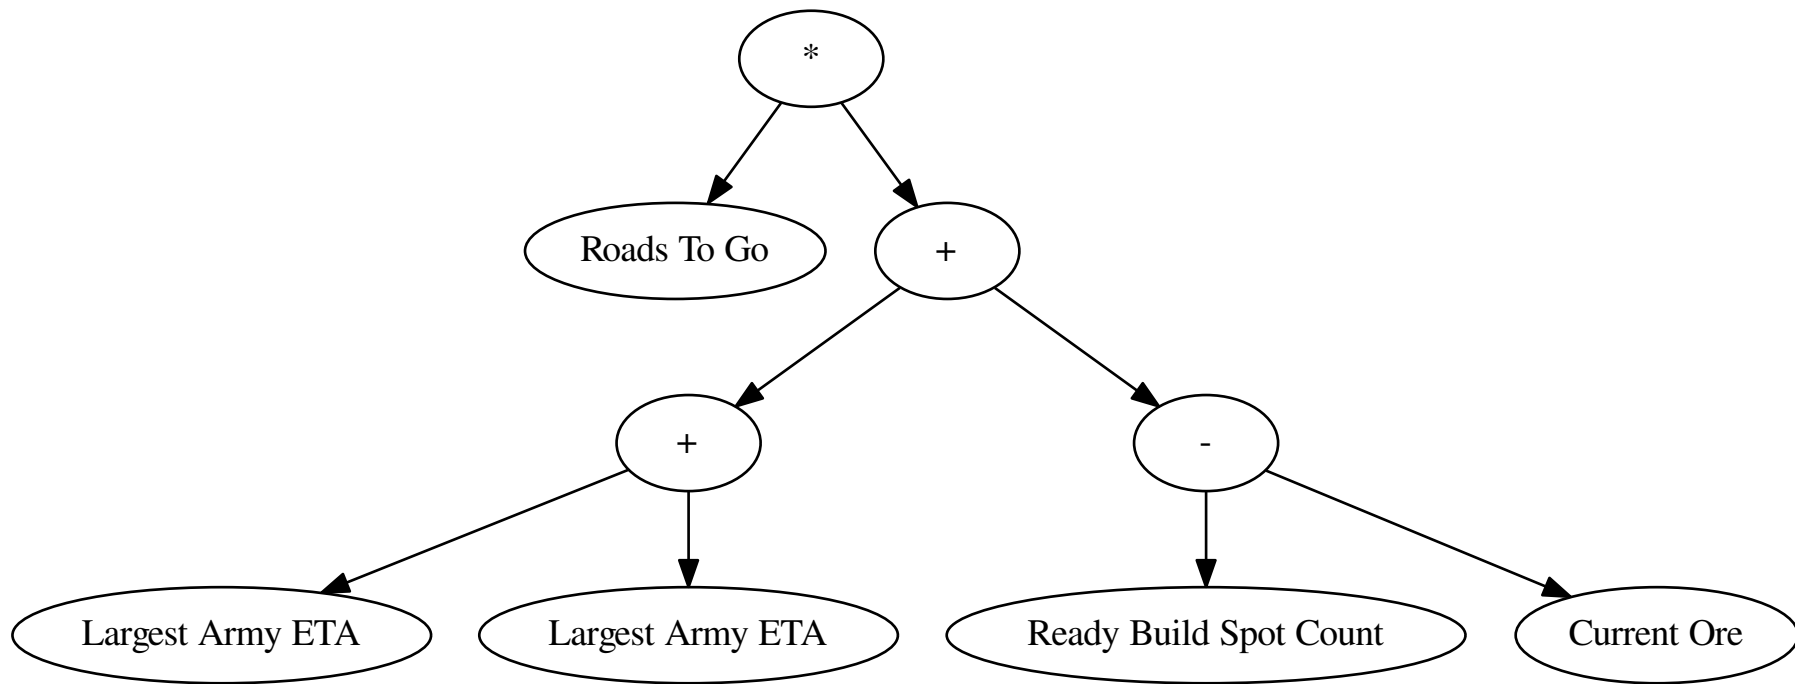 *
Roads To Go
+
+
-
Largest Army ETA
Largest Army ETA
Ready Build Spot Count
Current Ore